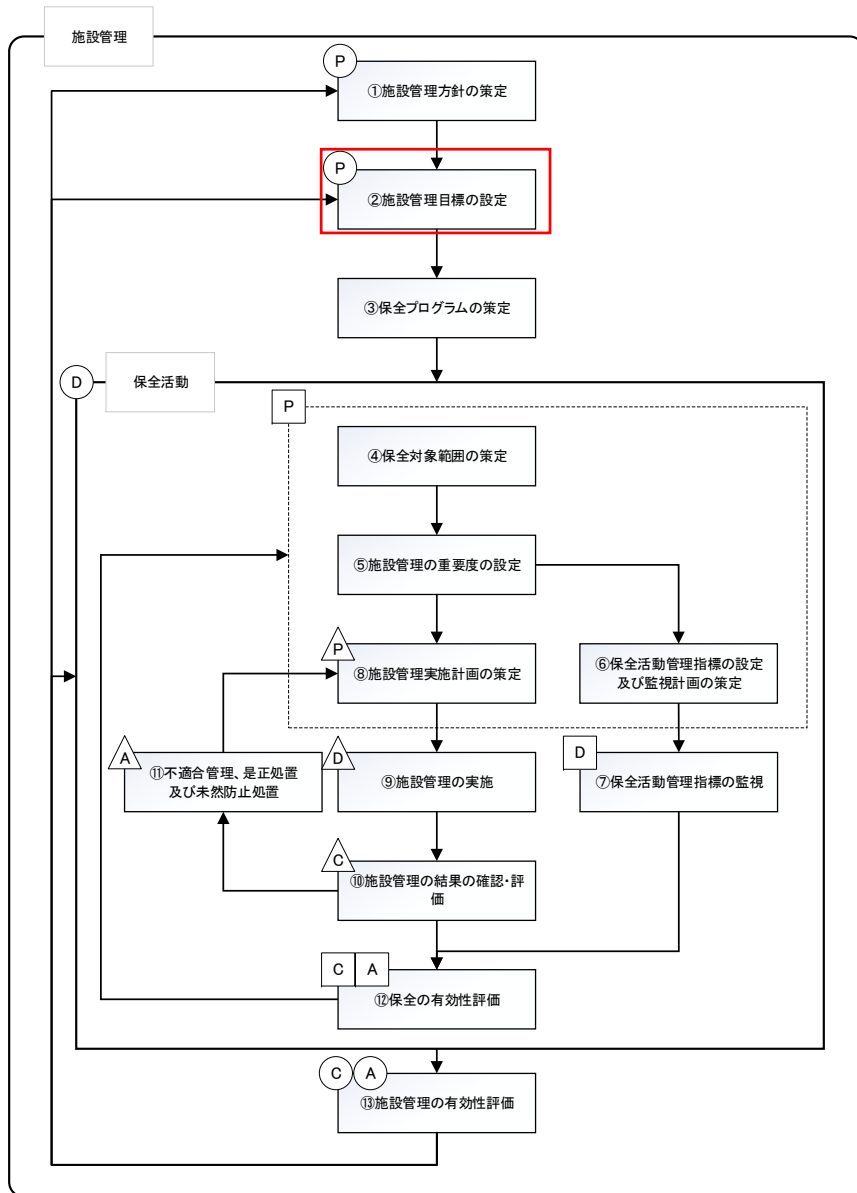 施設管理
P
①施設管理方針の策定
P
②施設管理目標の設定
③保全プログラムの策定
D
保全活動
P
④保全対象範囲の策定
⑤施設管理の重要度の設定
P
⑧施設管理実施計画の策定
⑥保全活動管理指標の設定
及び監視計画の策定
A
⑪不適合管理、是正処置
及び未然防止処置
D
⑨施設管理の実施
D
⑦保全活動管理指標の監視
C
⑩施設管理の結果の確認・評
価
C A
⑫保全の有効性評価
C A
⑬施設管理の有効性評価